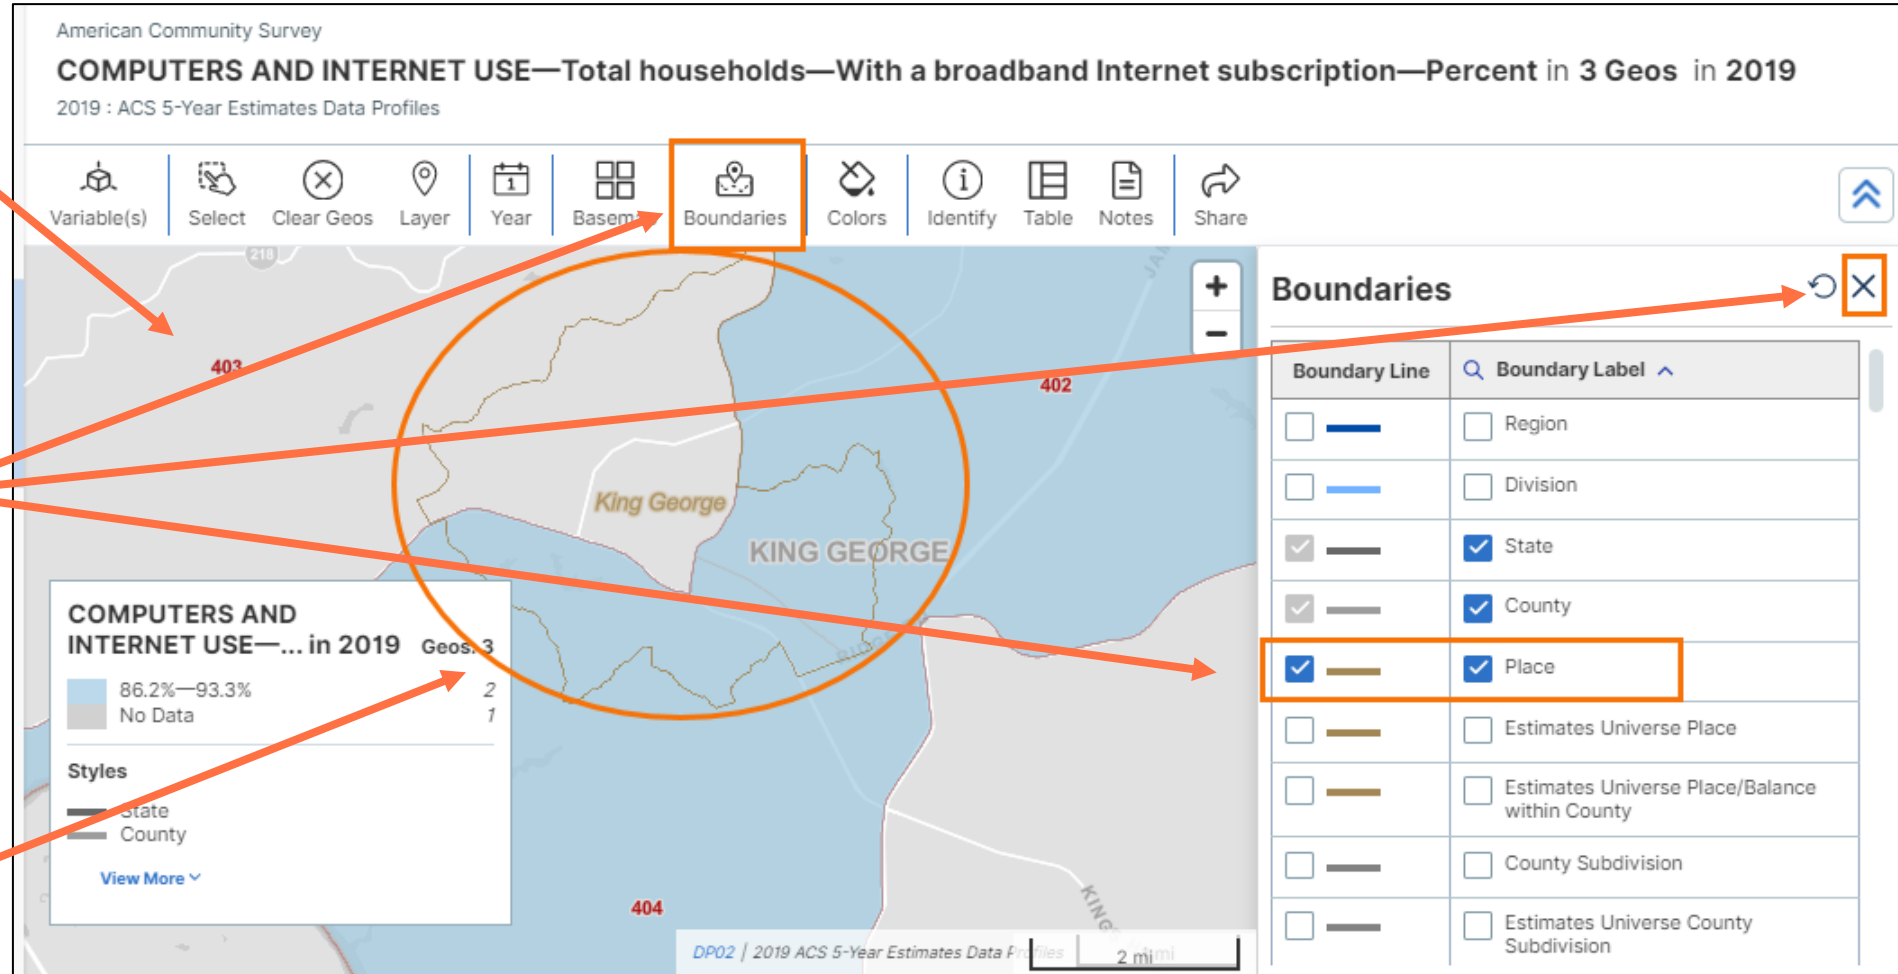 American Community Survey
COMPUTERS AND INTERNET USE—Total households—With a broadband Internet subscription—Percent in 3 Geos in 2019
2019 : ACS 5-Year Estimates Data Profiles
Variable(s)
Select
Clear Geos
Layer
Year
Basem
Boundaries
Colors
Identify
Table
Notes
Share
218
403
402
King George
KING GEORGE
404
+
−
COMPUTERS AND
INTERNET USE—... in 2019 Geos: 3
86.2%—93.3% 2
No Data 1
Styles
State
County
View More
DP02 | 2019 ACS 5-Year Estimates Data Profiles
2 mi
Boundaries
Boundary Line Boundary Label
Region
Division
State
County
Place
Estimates Universe Place
Estimates Universe Place/Balance
within County
County Subdivision
Estimates Universe County
Subdivision